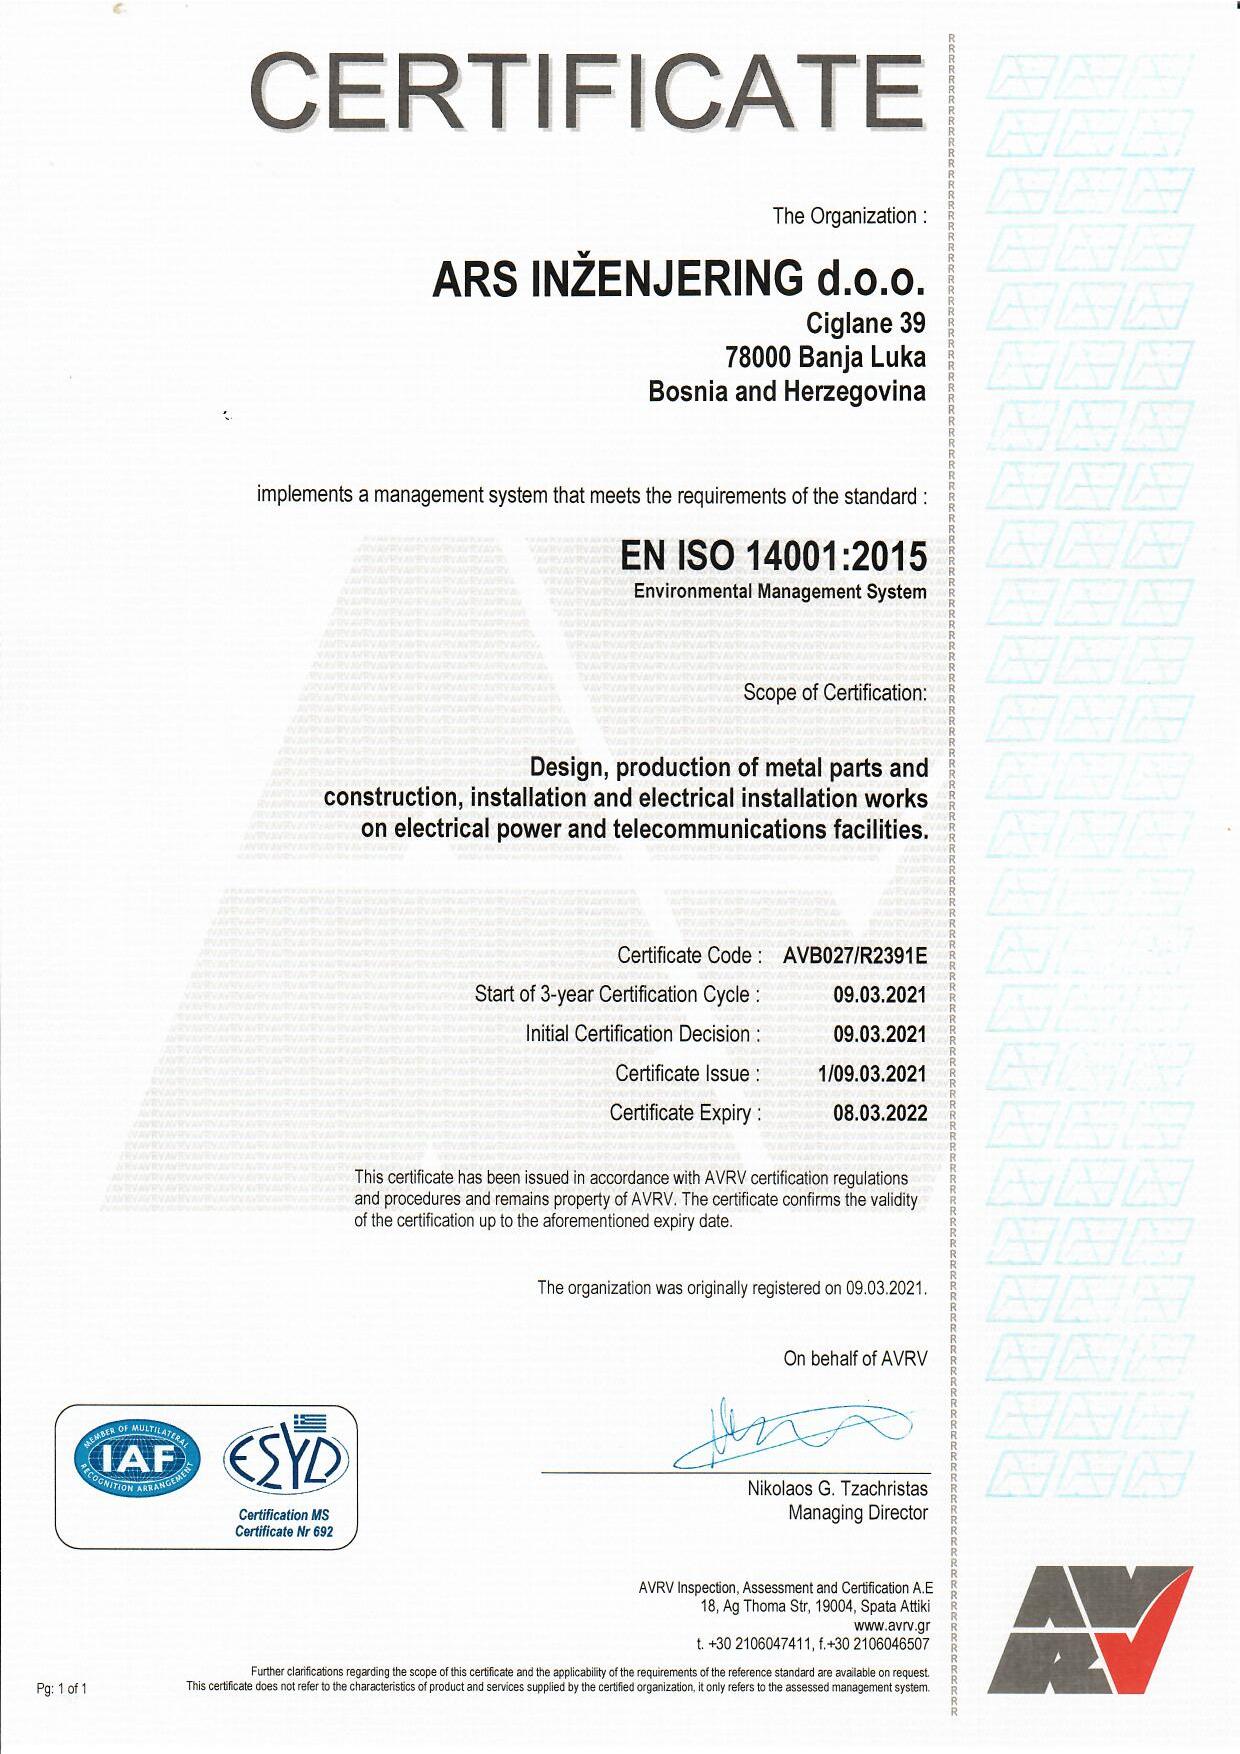 CERTIFICATE
The Organization :
ARS INŽENJERING d.o.o.
Ciglane 39
78000 Banja Luka
Bosnia and Herzegovina
implements a management system that meets the requirements of the standard :
EN ISO 14001:2015
Environmental Management System
Scope of Certification:
Design, production of metal parts and
construction, installation and electrical installation works
on electrical power and telecommunications facilities.
Certificate Code : AVB027/R2391E
Start of 3-year Certification Cycle : 09.03.2021
Initial Certification Decision : 09.03.2021
Certificate Issue : 1/09.03.2021
Certificate Expiry : 08.03.2022
This certificate has been issued in accordance with AVRV certification regulations
and procedures and remains property of AVRV. The certificate confirms the validity
of the certification up to the aforementioned expiry date.
The organization was originally registered on 09.03.2021.
On behalf of AVRV
MEMBER OF MULTILATERAL
IAF
RECOGNITION ARRANGEMENT
ESYD
Certification MS
Certificate Nr 692
Nikolaos G. Tzachristas
Managing Director
AVRV Inspection, Assessment and Certification A.E
18, Ag Thoma Str, 19004, Spata Attiki
www.avrv.gr
t. +30 2106047411, f.+30 2106046507
Further clarifications regarding the scope of this certificate and the applicability of the requirements of the reference standard are available on request.
This certificate does not refer to the characteristics of product and services supplied by the certified organization, it only refers to the assessed management system.
Pg: 1 of 1
AVRV